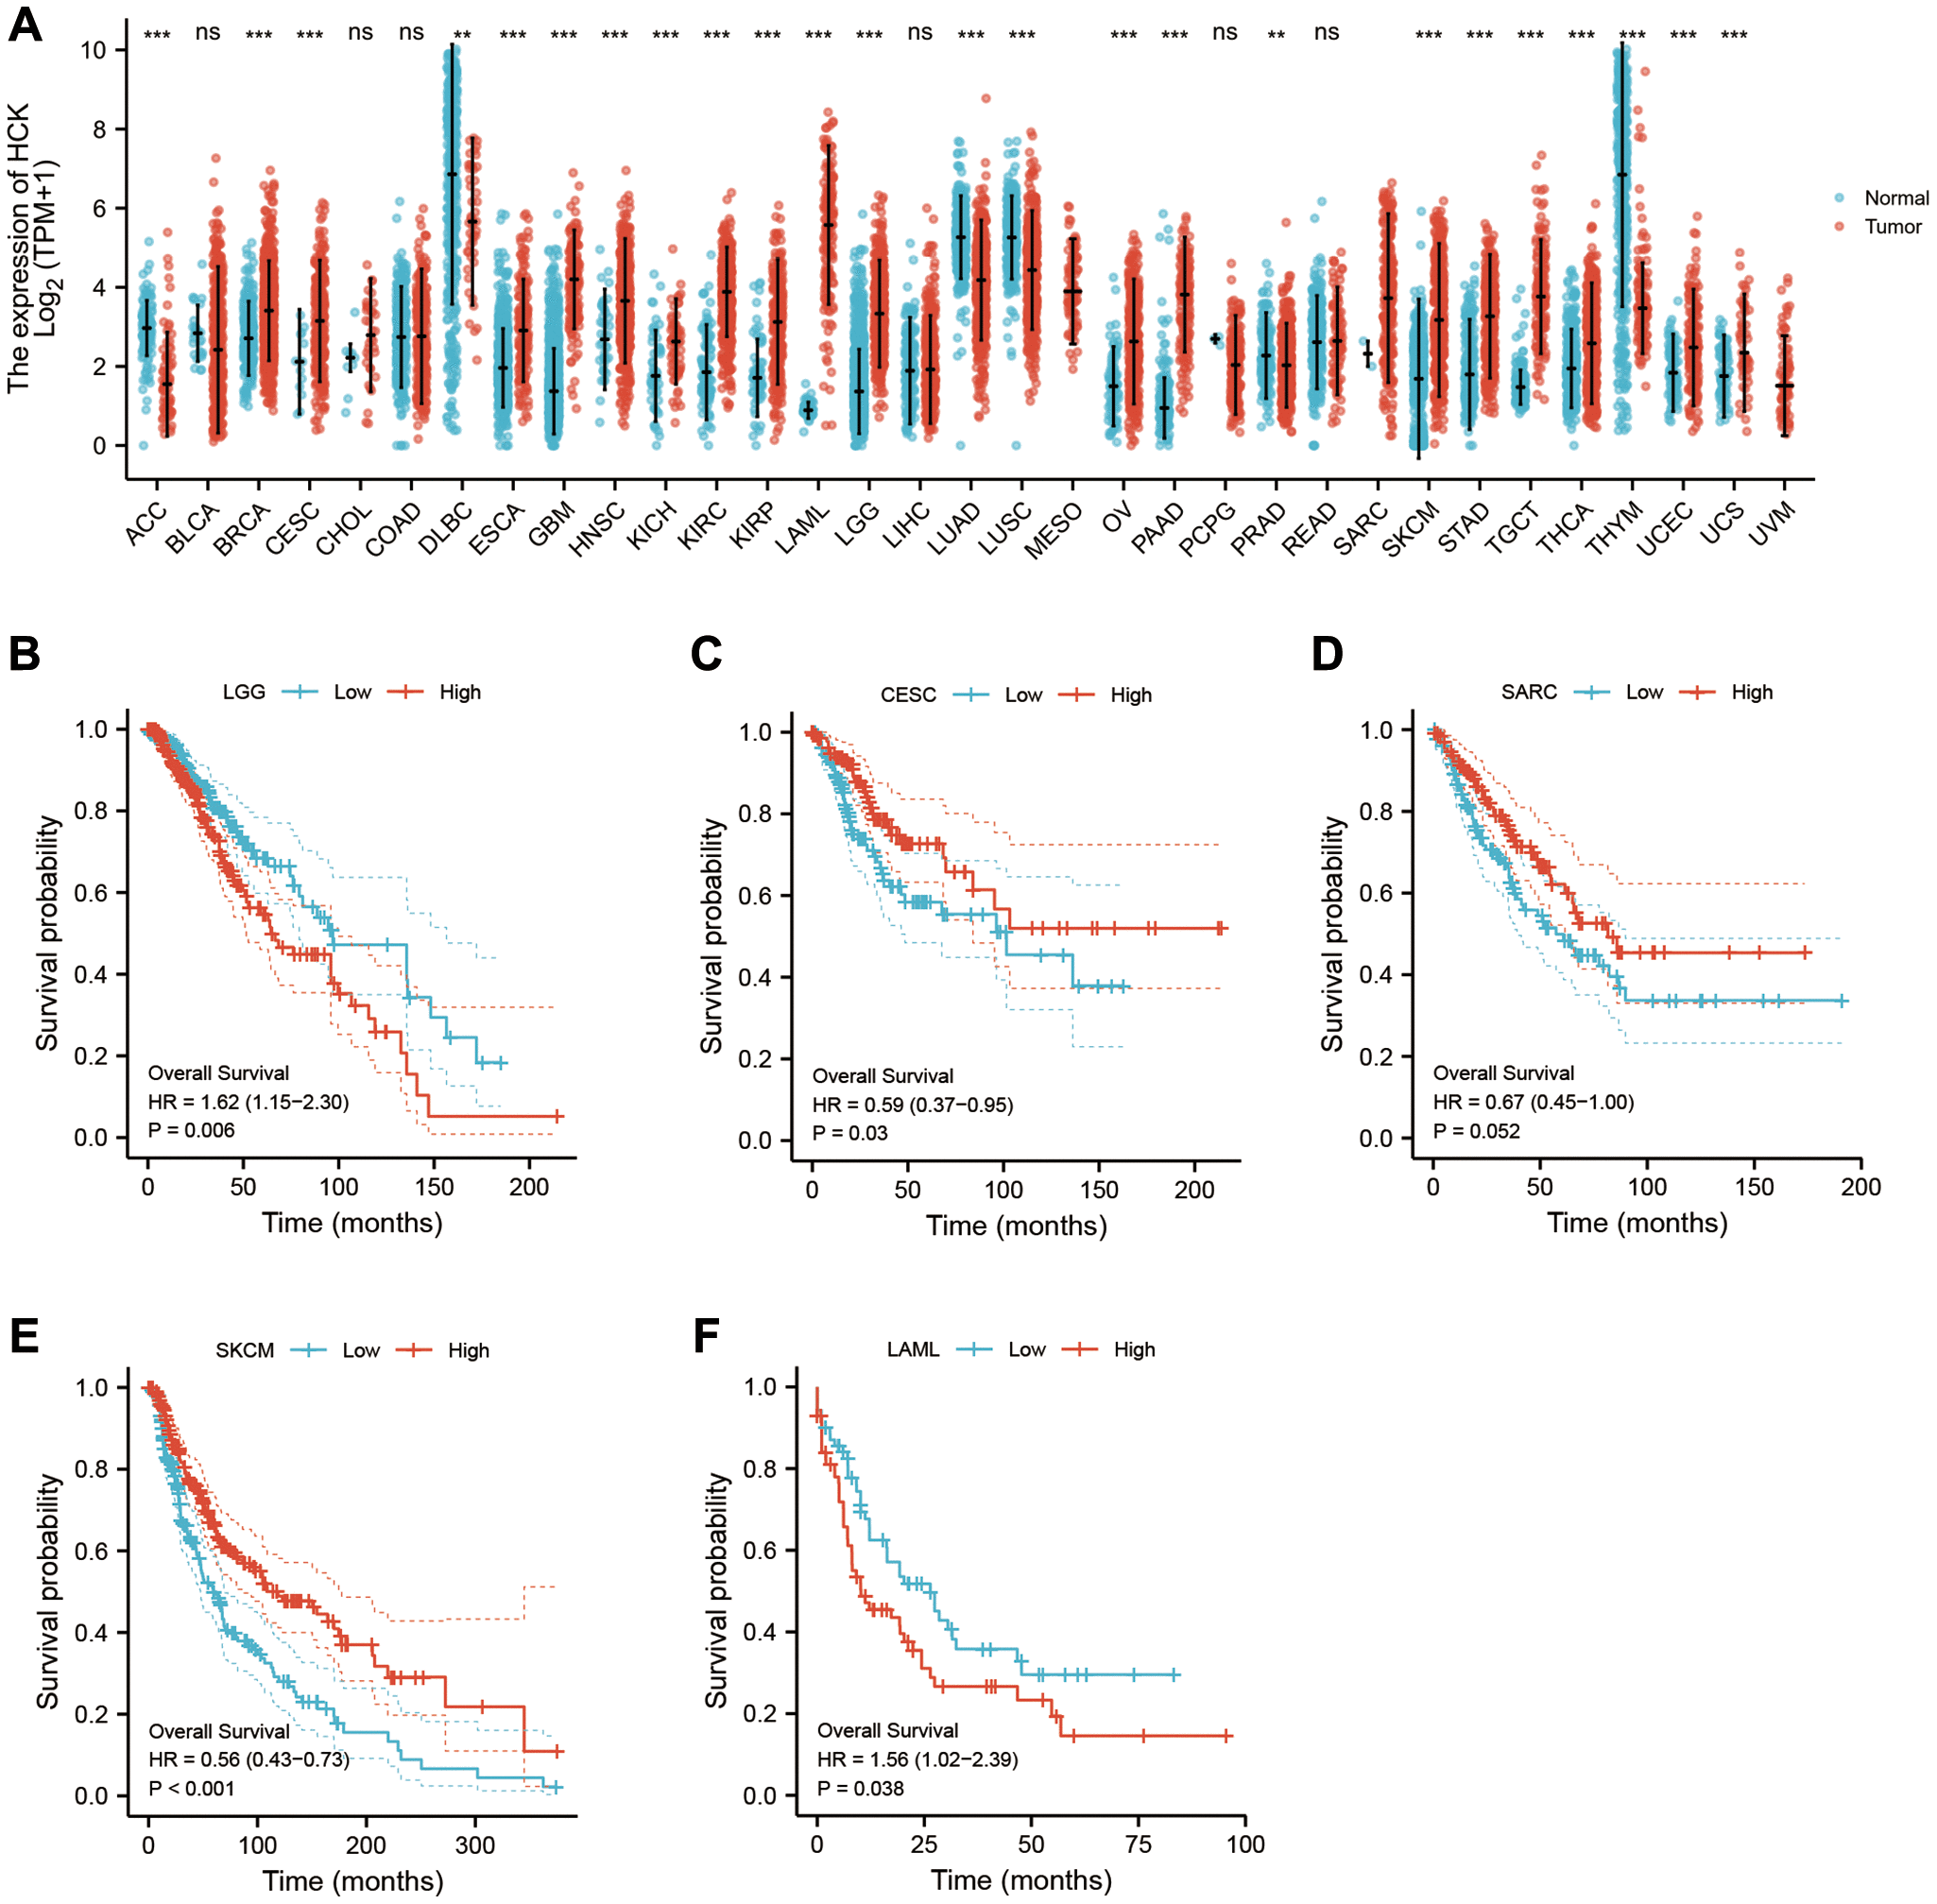 A
*** ns *** *** ns ns ** *** *** *** *** *** *** *** *** ns *** *** *** *** ns ** ns *** *** *** *** *** *** ***
The expression of HCK
Log2 (TPM+1)
10
8
6
4
2
0
Normal
Tumor
ACC BLCA BRCA CESC CHOL COAD DLBC ESCA GBM HNSC KICH KIRC KIRP LAML LGG LIHC LUAD LUSC MESO OV PAAD PCPG PRAD READ SARC SKCM STAD TGCT THCA THYM UCEC UCS UVM
B
LGG Low High
Survival probability
1.0
0.8
0.6
0.4
0.2
0.0
Overall Survival
HR = 1.62 (1.15−2.30)
P = 0.006
0 50 100 150 200
Time (months)
C
CESC Low High
Survival probability
1.0
0.8
0.6
0.4
0.2
0.0
Overall Survival
HR = 0.59 (0.37−0.95)
P = 0.03
0 50 100 150 200
Time (months)
D
SARC Low High
Survival probability
1.0
0.8
0.6
0.4
0.2
0.0
Overall Survival
HR = 0.67 (0.45−1.00)
P = 0.052
0 50 100 150 200
Time (months)
E
SKCM Low High
Survival probability
1.0
0.8
0.6
0.4
0.2
0.0
Overall Survival
HR = 0.56 (0.43−0.73)
P < 0.001
0 100 200 300
Time (months)
F
LAML Low High
Survival probability
1.0
0.8
0.6
0.4
0.2
0.0
Overall Survival
HR = 1.56 (1.02−2.39)
P = 0.038
0 25 50 75 100
Time (months)